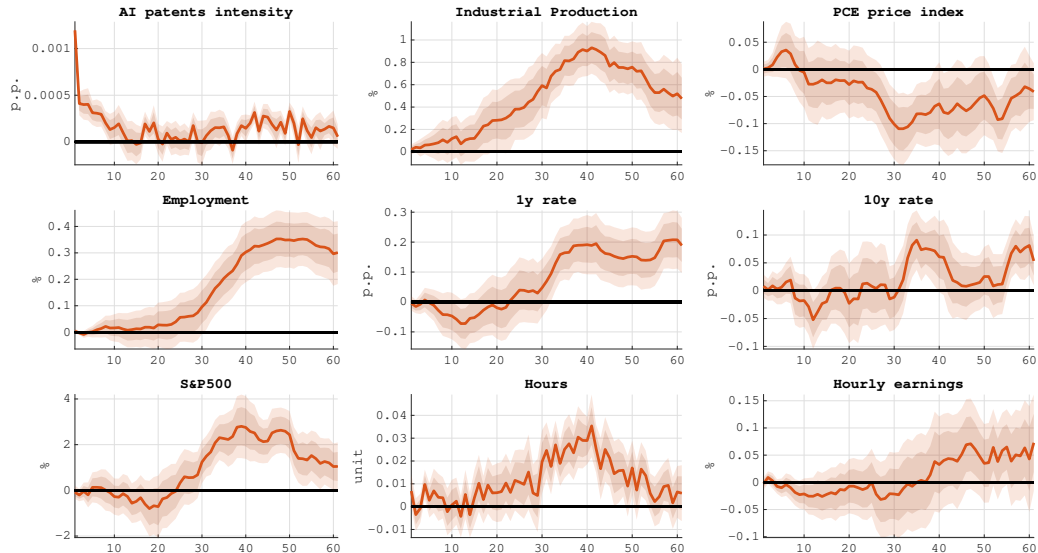 AI patents intensity
p.p.
0.001
0.0005
0
10 20 30 40 50 60
Industrial Production
%
1
0.8
0.6
0.4
0.2
0
10 20 30 40 50 60
PCE price index
%
0.05
0
-0.05
-0.1
-0.15
10 20 30 40 50 60
Employment
%
0.4
0.3
0.2
0.1
0
10 20 30 40 50 60
1y rate
p.p.
0.3
0.2
0.1
0
-0.1
10 20 30 40 50 60
10y rate
p.p.
0.1
0.05
0
-0.05
-0.1
10 20 30 40 50 60
S&P500
%
4
2
0
-2
10 20 30 40 50 60
Hours
unit
0.04
0.03
0.02
0.01
0
-0.01
10 20 30 40 50 60
Hourly earnings
%
0.15
0.1
0.05
0
-0.05
-0.1
10 20 30 40 50 60